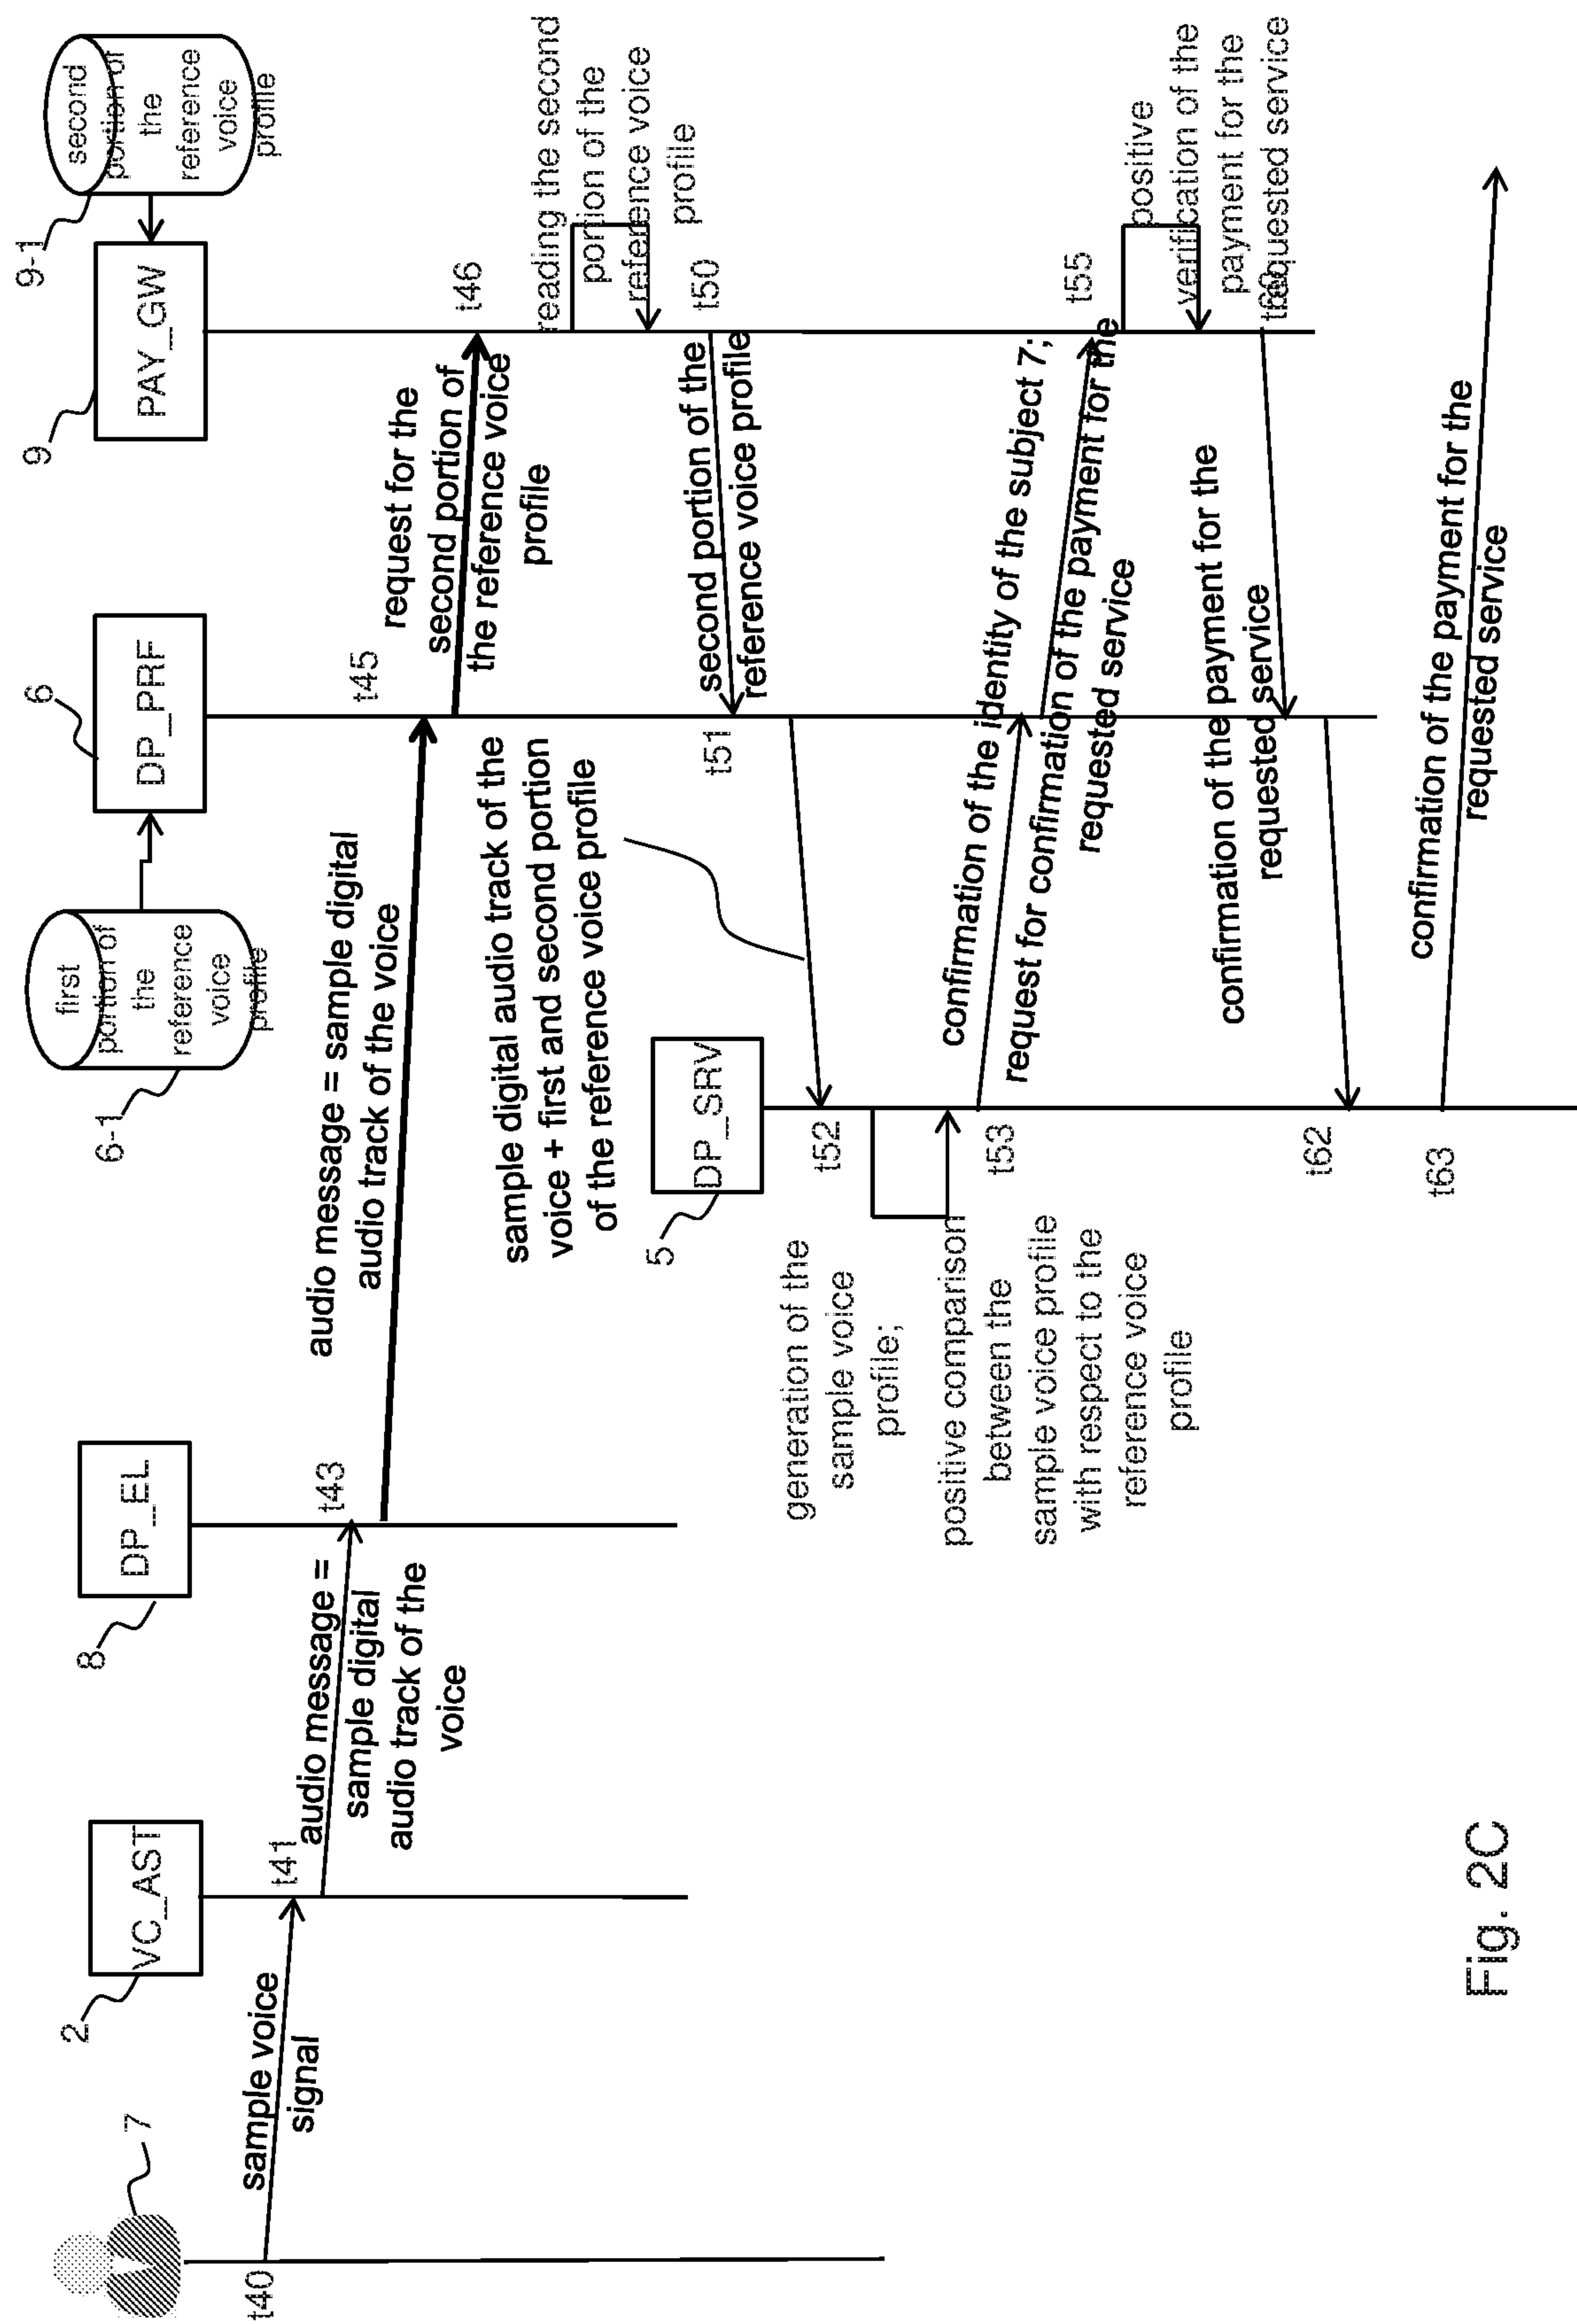 7
2
VC_AST
8
DP_EL
6-1
first
portion of
the
reference
voice
profile
6
DP_PRF
9
PAY_GW
9-1
second
portion of
the
reference
voice
profile
t40
sample voice
signal
t41
audio message =
sample digital
audio track of the
voice
t43
audio message = sample digital
audio track of the voice
t45
request for the
second portion of
the reference voice
profile
t46
reading the second
portion of the
reference voice
profile
t50
second portion of the
reference voice profile
t51
sample digital audio track of the
voice + first and second portion
of the reference voice profile
5
DP_SRV
t52
generation of the
sample voice
profile;
positive comparison
between the
sample voice profile
with respect to the
reference voice
profile
t53
confirmation of the identity of the subject 7;
request for confirmation of the payment for the
requested service
t55
positive
verification of the
payment for the
requested service
t60
confirmation of the payment for the
requested service
t62
t63
confirmation of the payment for the
requested service
Fig. 2C